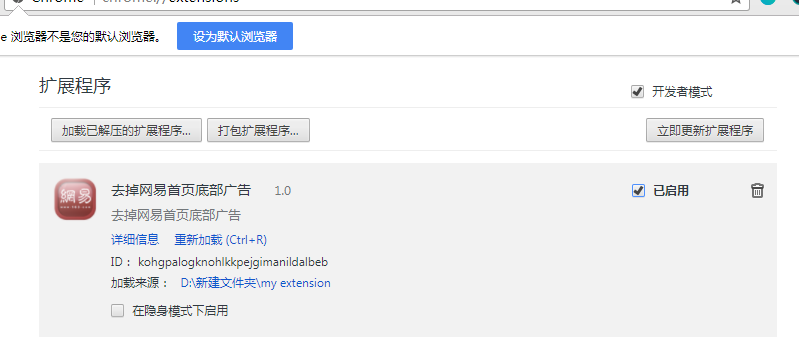 Chrome | chrome://extensions
e 浏览器不是您的默认浏览器。 设为默认浏览器
扩展程序 开发者模式
加载已解压的扩展程序... 打包扩展程序... 立即更新扩展程序
網易
去掉网易首页底部广告 1.0 已启用
去掉网易首页底部广告
详细信息 重新加载 (Ctrl+R)
ID： kohgpalogknohlkkpejgimanildalbeb
加载来源： D:\新建文件夹\my extension
在隐身模式下启用